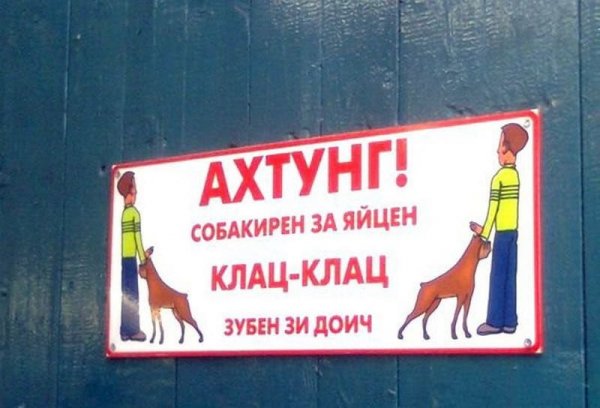 АХТУНГ!
СОБАКИРЕН ЗА ЯЙЦЕН
КЛАЦ-КЛАЦ
ЗУБЕН ЗИ ДОИЧ